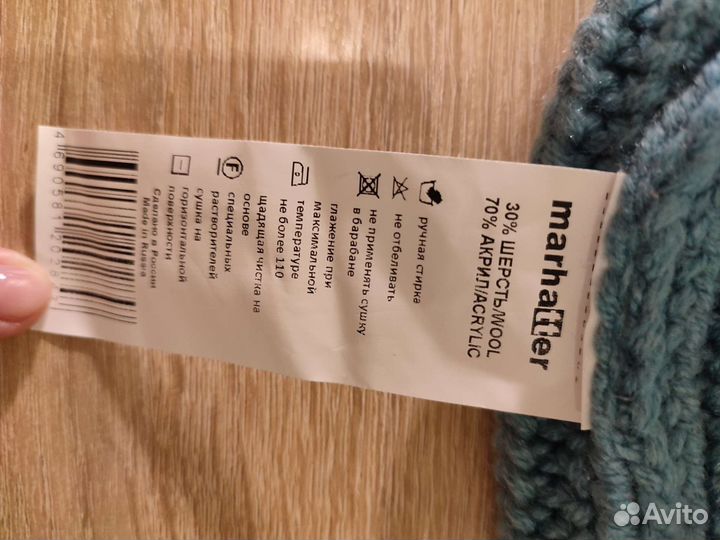 marhatter
30% ШЕРСТЬ/WOOL
70% АКРИЛ/ACRYLIC
ручная стирка
не отбеливать
не применять сушку
в барабане
глажение при
максимальной
температуре
не более 110
щадящая чистка на
основе
специальных
растворителей
F
сушка на
горизонтальной
поверхности
Сделано в России
Made in Russia
Avito